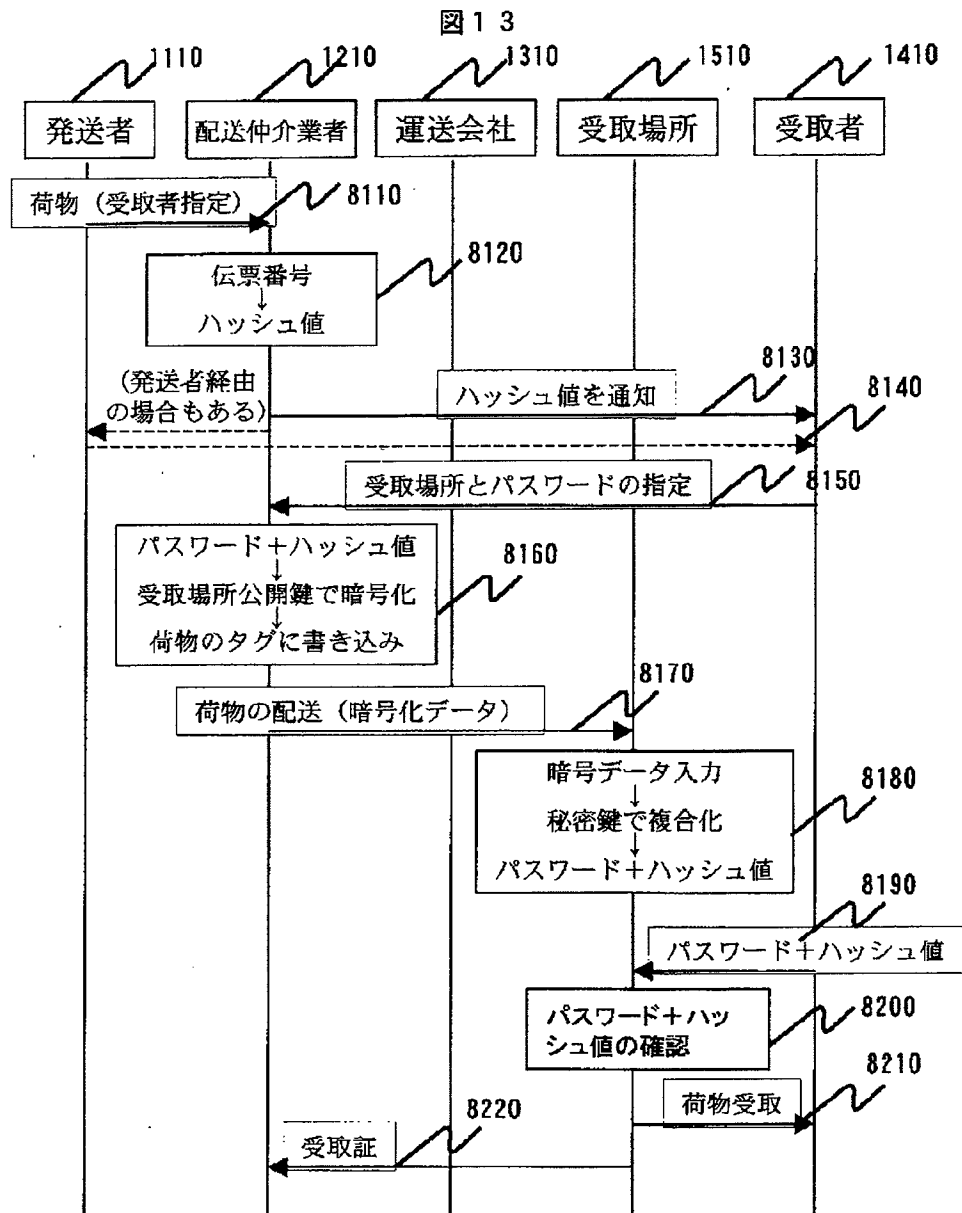 図13
1110
1210
1310
1510
1410
発送者
配送仲介業者
運送会社
受取場所
受取者
荷物（受取者指定）
8110
伝票番号
↓
ハッシュ値
8120
（発送者経由
の場合もある）
ハッシュ値を通知
8130
8140
受取場所とパスワードの指定
8150
パスワード＋ハッシュ値
↓
受取場所公開鍵で暗号化
↓
荷物のタグに書き込み
8160
荷物の配送（暗号化データ）
8170
暗号データ入力
↓
秘密鍵で複合化
↓
パスワード＋ハッシュ値
8180
8190
パスワード＋ハッシュ値
パスワード＋ハッ
シュ値の確認
8200
荷物受取
8210
受取証
8220